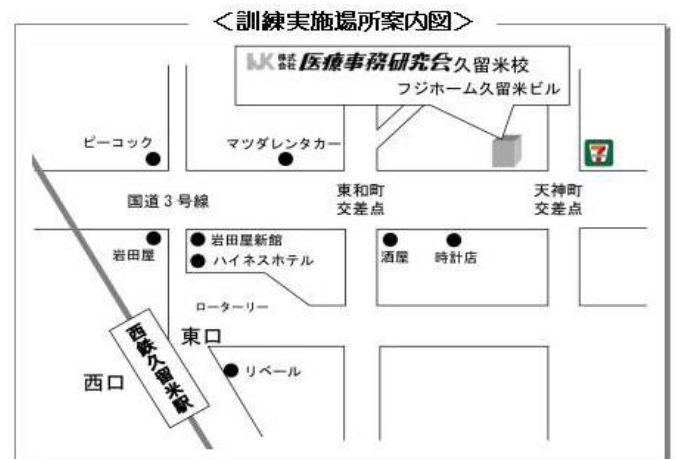 ＜訓練実施場所案内図＞
IJK 株式会社 医療事務研究会 久留米校
フジホーム久留米ビル
ピーコック
マツダレンタカー
7
国道3号線
東和町
交差点
天神町
交差点
岩田屋
岩田屋新館
ハイネスホテル
酒屋
時計店
ローターリー
東口
西鉄久留米駅
西口
リベール